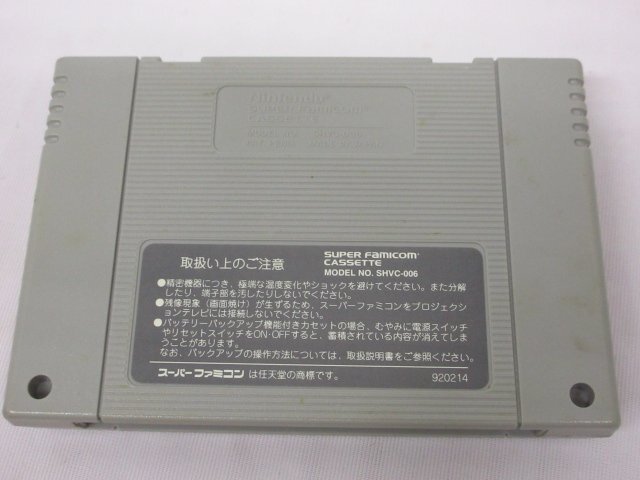 Nintendo
SUPER FAMICOM
CASSETTE
MODEL NO. SHVC-006
取扱い上のご注意
SUPER FAMICOM
CASSETTE
MODEL NO. SHVC-006
●精密機器につき、極端な温度変化やショックを避けてください。また分解
したり、端子部を汚したりしないでください。
●残像現象(画面焼け)が生ずるため、スーパーファミコンをプロジェクシ
ョンテレビには接続しないでください。
●バッテリーバックアップ機能付きカセットの場合、むやみに電源スイッチ
やリセットスイッチをON・OFFすると、蓄積されている内容が消えてしま
うことがあります。
なお、バックアップの操作方法については、取扱説明書をご参照ください。
スーパーファミコンは任天堂の商標です。
920214